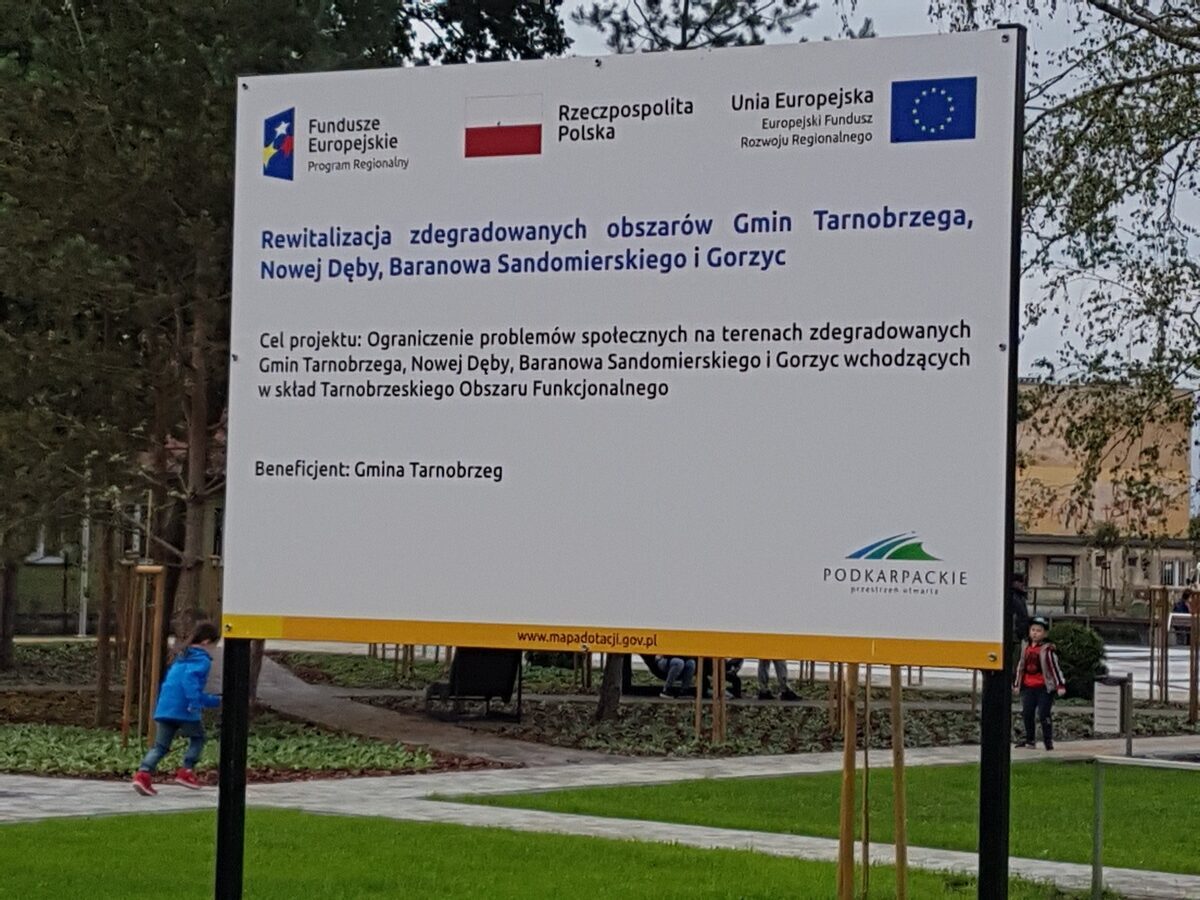 Fundusze
Europejskie
Program Regionalny
Rzeczpospolita
Polska
Unia Europejska
Europejski Fundusz
Rozwoju Regionalnego
Rewitalizacja zdegradowanych obszarów Gmin Tarnobrzega,
Nowej Dęby, Baranowa Sandomierskiego i Gorzyc
Cel projektu: Ograniczenie problemów społecznych na terenach zdegradowanych
Gmin Tarnobrzega, Nowej Dęby, Baranowa Sandomierskiego i Gorzyc wchodzących
w skład Tarnobrzeskiego Obszaru Funkcjonalnego
Beneficjent: Gmina Tarnobrzeg
PODKARPACKIE
przestrzeń otwarta
www.mapadotacji.gov.pl